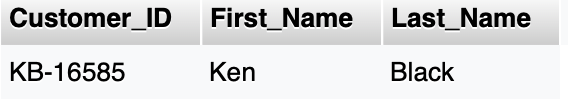 Customer_ID First_Name Last_Name
KB-16585 Ken Black